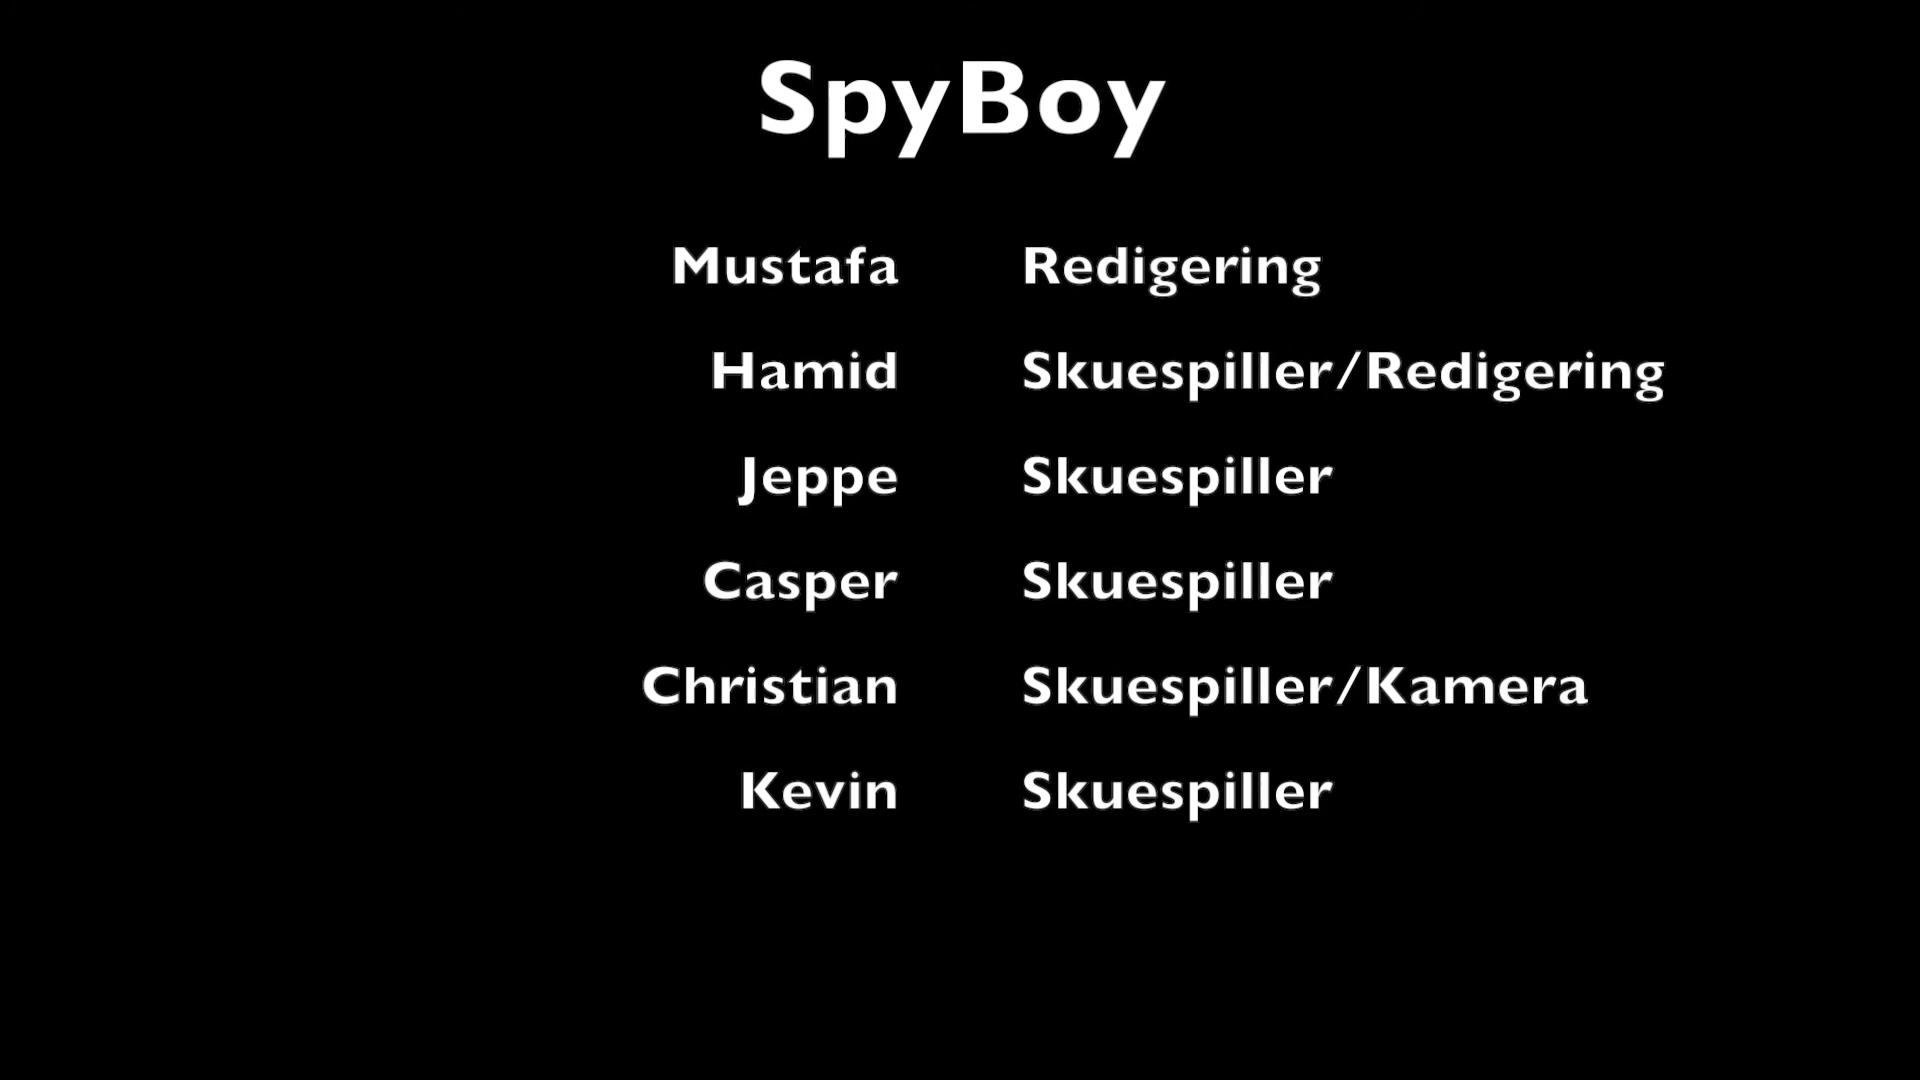 SpyBoy
Mustafa Redigering
Hamid Skuespiller/Redigering
Jeppe Skuespiller
Casper Skuespiller
Christian Skuespiller/Kamera
Kevin Skuespiller